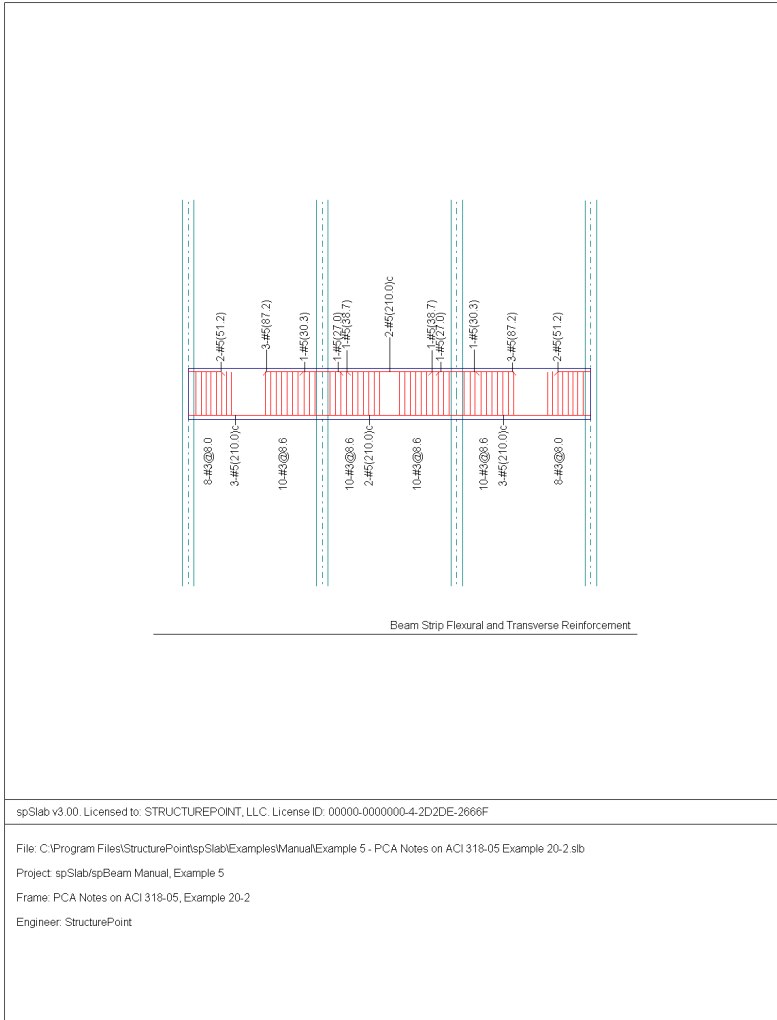 2-#5(51.2)
3-#5(87.2)
1-#5(30.3)
1-#5(27.0)
1-#5(38.7)
2-#5(210.0)c
1-#5(38.7)
1-#5(27.0)
1-#5(30.3)
3-#5(87.2)
2-#5(51.2)
8-#3@8.0
3-#5(210.0)c
10-#3@8.6
10-#3@8.6
2-#5(210.0)c
10-#3@8.6
10-#3@8.6
3-#5(210.0)c
8-#3@8.0
Beam Strip Flexural and Transverse Reinforcement
spSlab v3.00. Licensed to: STRUCTUREPOINT, LLC. License ID: 00000-0000000-4-2D2DE-2666F
File: C:\Program Files\StructurePoint\spSlab\Examples\Manual\Example 5 - PCA Notes on ACI 318-05 Example 20-2.slb
Project: spSlab/spBeam Manual, Example 5
Frame: PCA Notes on ACI 318-05, Example 20-2
Engineer: StructurePoint